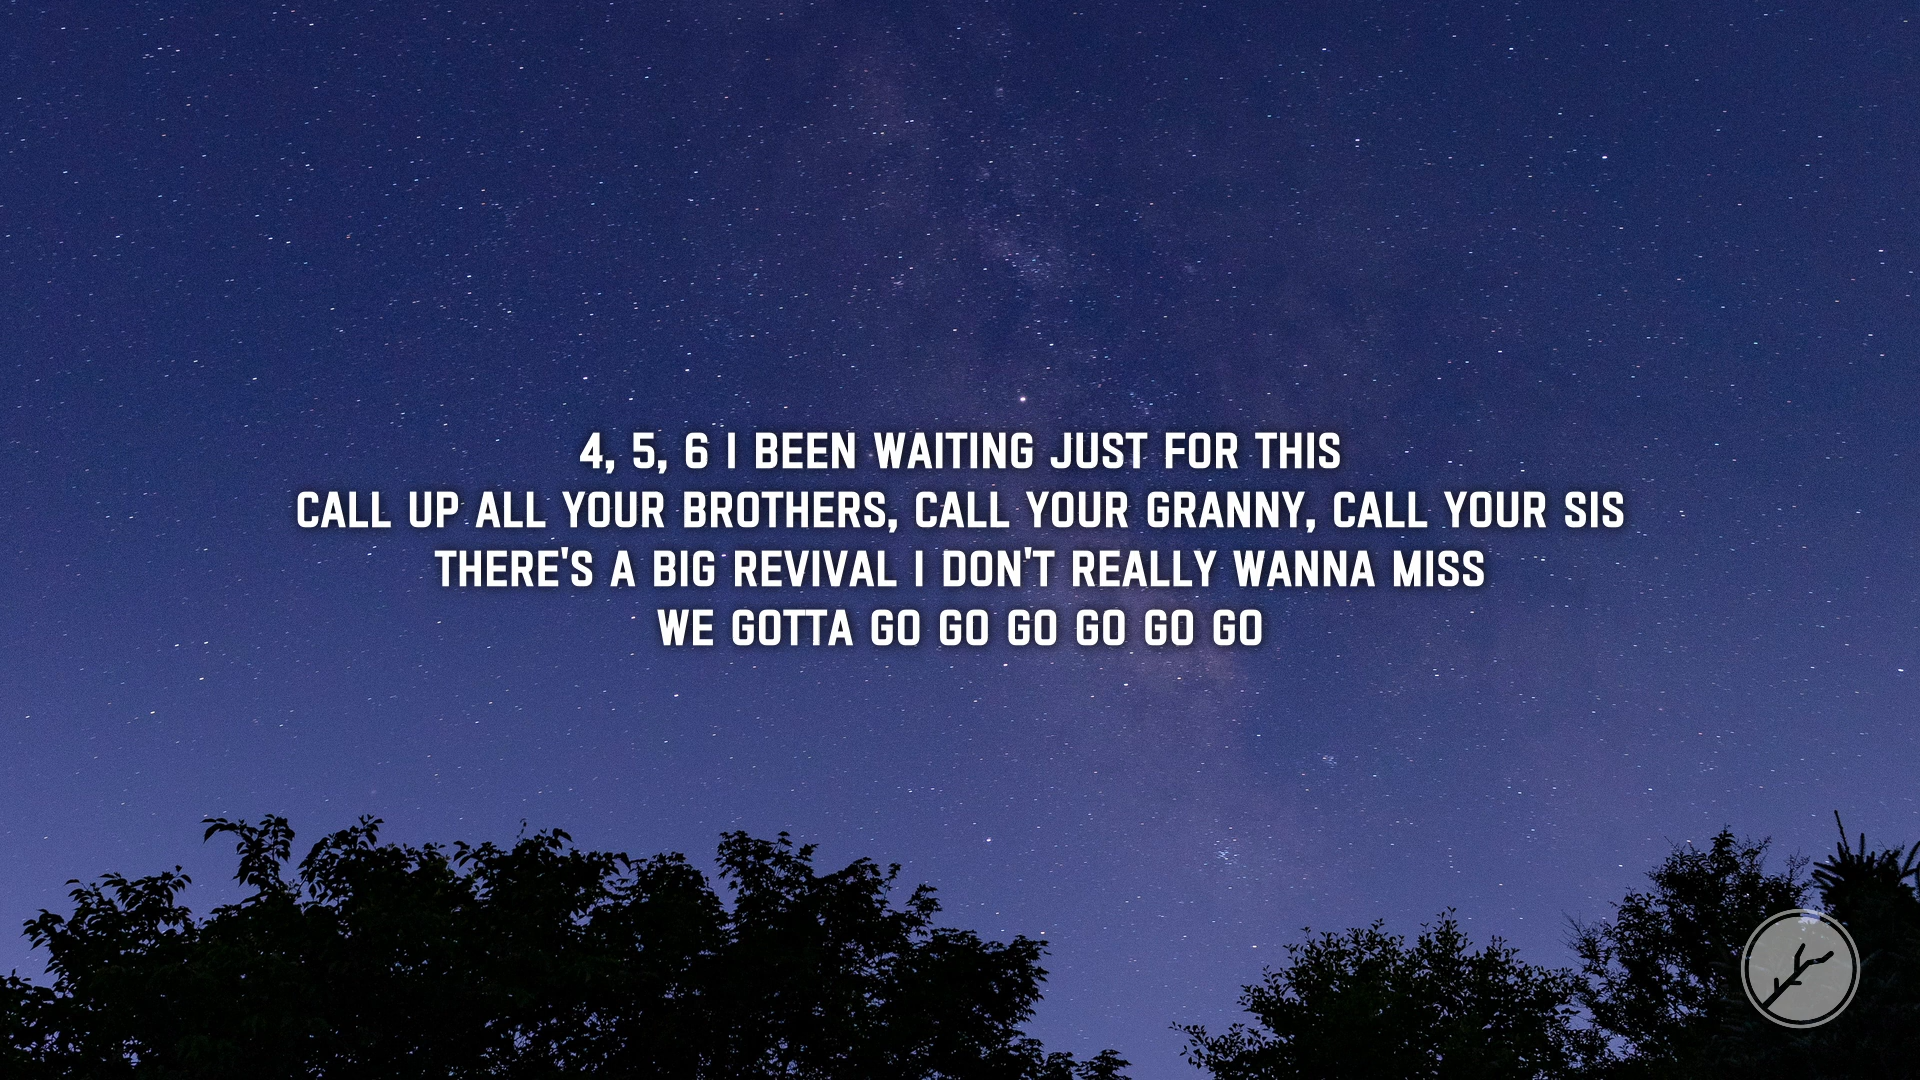 4, 5, 6 I BEEN WAITING JUST FOR THIS
CALL UP ALL YOUR BROTHERS, CALL YOUR GRANNY, CALL YOUR SIS
THERE'S A BIG REVIVAL I DON'T REALLY WANNA MISS
WE GOTTA GO GO GO GO GO GO